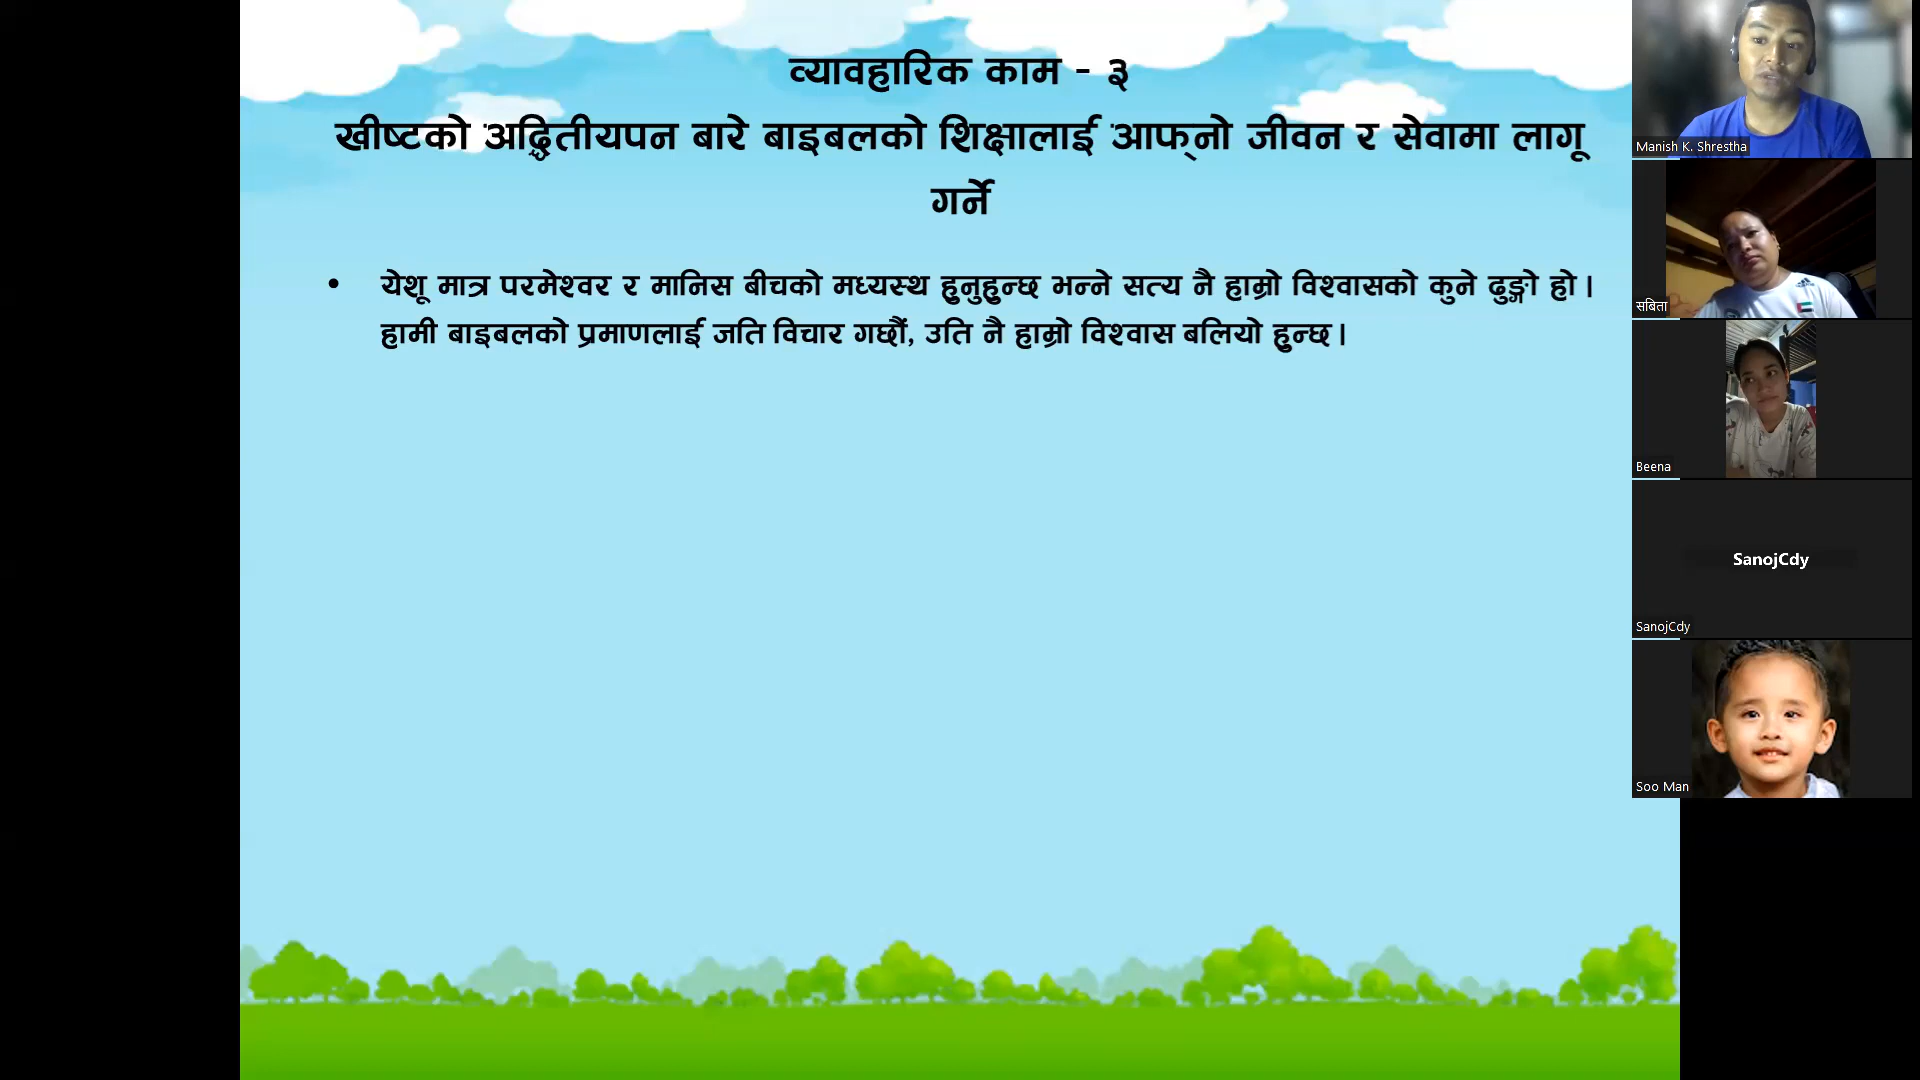 व्यावहारिक काम - ३
ख्रीष्टको अद्वितीयपन बारे बाइबलको शिक्षालाई आफ्‌नो जीवन र सेवामा लागू
गर्ने
• येशू मात्र परमेश्वर र मानिस बीचको मध्यस्थ हुनुहुन्छ भन्ने सत्य नै हाम्रो विश्वासको कुने ढुङ्गो हो ।
हामी बाइबलको प्रमाणलाई जति विचार गर्छौं, उति नै हाम्रो विश्वास बलियो हुन्छ ।
Manish K. Shrestha
सबिता
Beena
SanojCdy
SanojCdy
Soo Man